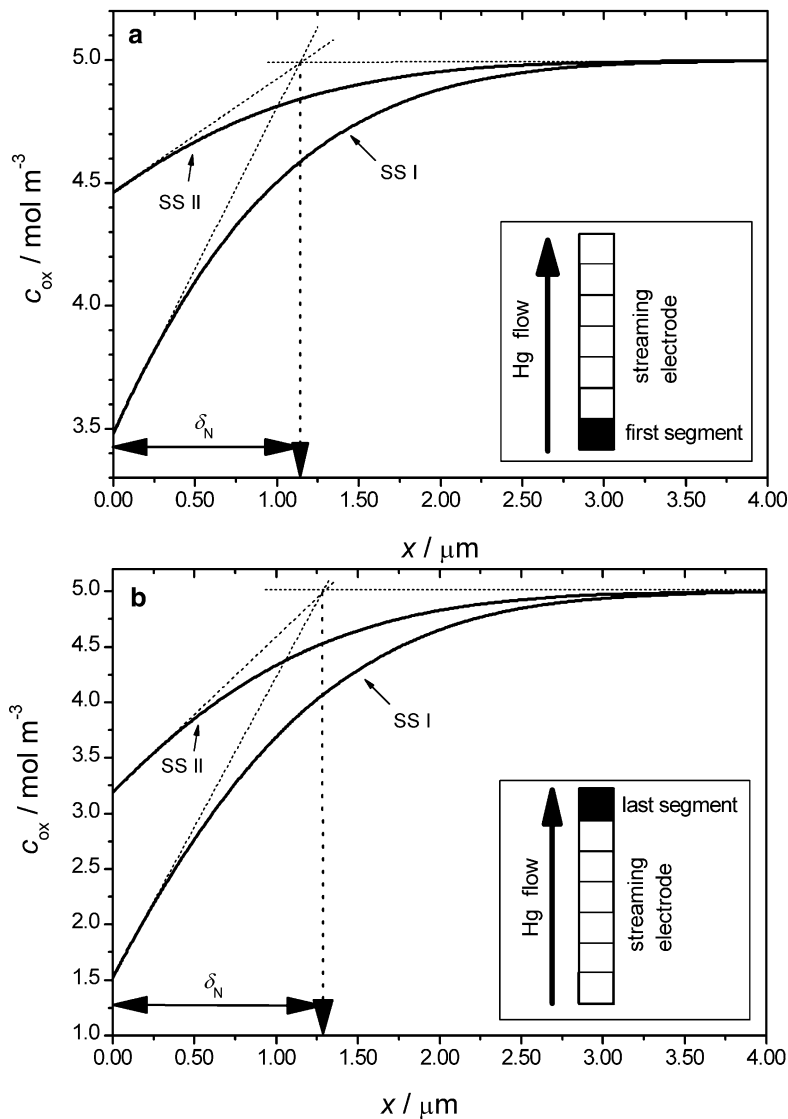 a
5.0
4.5
4.0
3.5
c_ox / mol m^-3
SS II
SS I
δ_N
Hg flow
streaming
electrode
first segment
0.00 0.50 1.00 1.50 2.00 2.50 3.00 3.50 4.00
x / μm
b
5.0
4.5
4.0
3.5
3.0
2.5
2.0
1.5
1.0
c_ox / mol m^-3
SS II
SS I
δ_N
last segment
Hg flow
streaming
electrode
0.00 0.50 1.00 1.50 2.00 2.50 3.00 3.50 4.00
x / μm